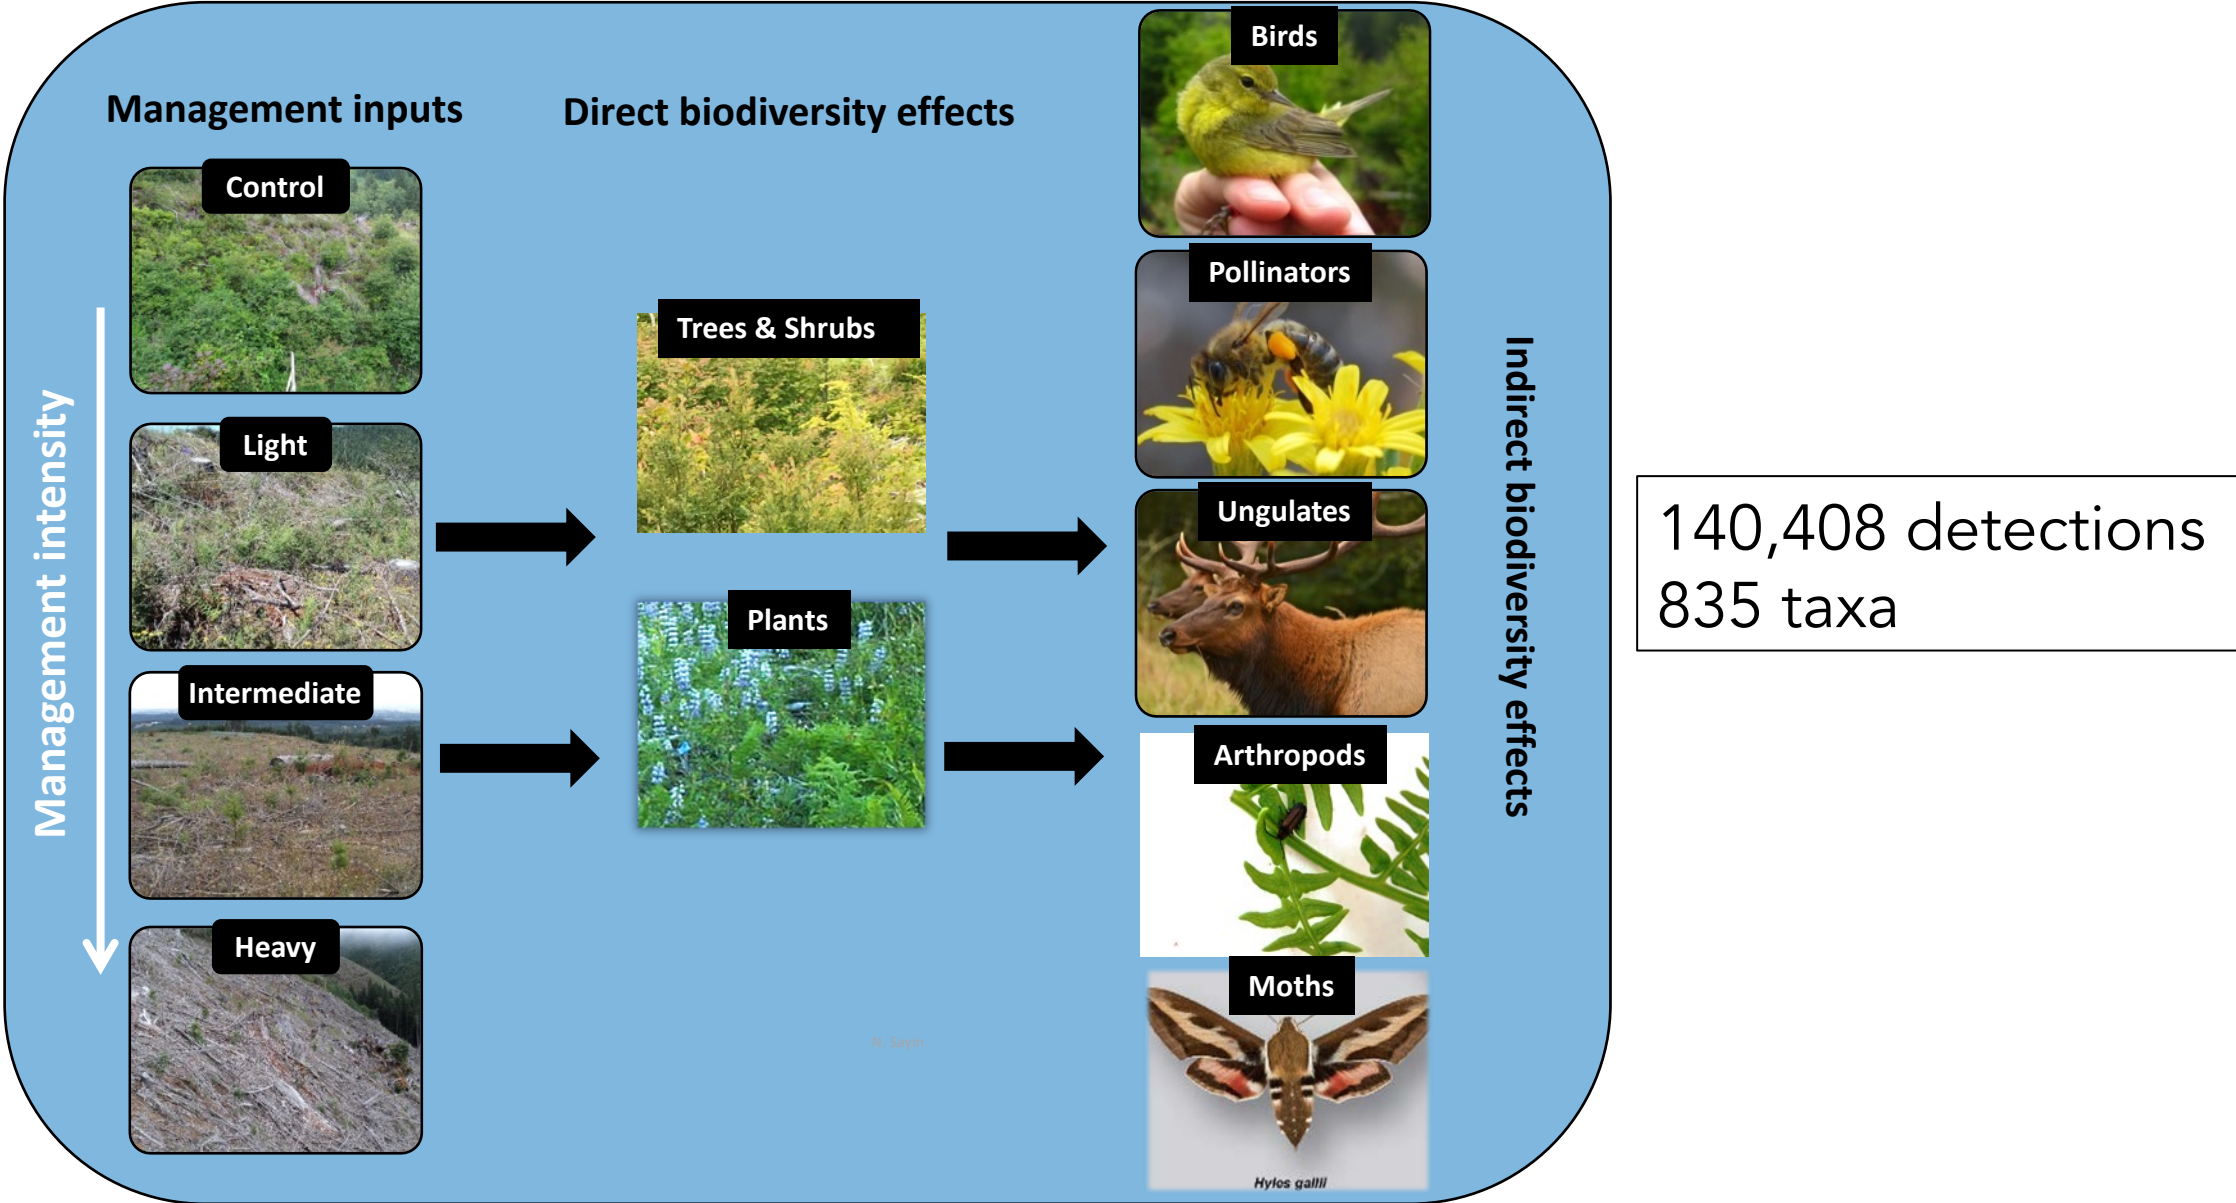 Management inputs
Direct biodiversity effects
Indirect biodiversity effects
Management intensity
Control
Light
Intermediate
Heavy
Trees & Shrubs
Plants
Birds
Pollinators
Ungulates
Arthropods
Moths
Hyles gallii
140,408 detections
835 taxa